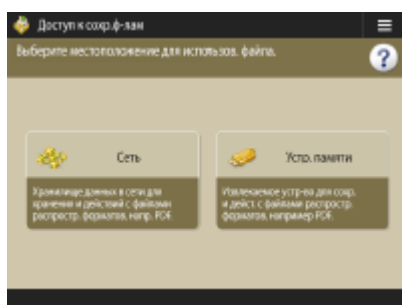 Доступ к сохр.ф-лам
Выберите местоположение для использов. файла.
?
Сеть
Устр. памяти
Хранилище данных в сети для
хранения и действий с файлами
распростр. форматов, напр. PDF.
Извлекаемое устр-во для сохр.
и дейст. с файлами распростр.
форматов, например PDF.